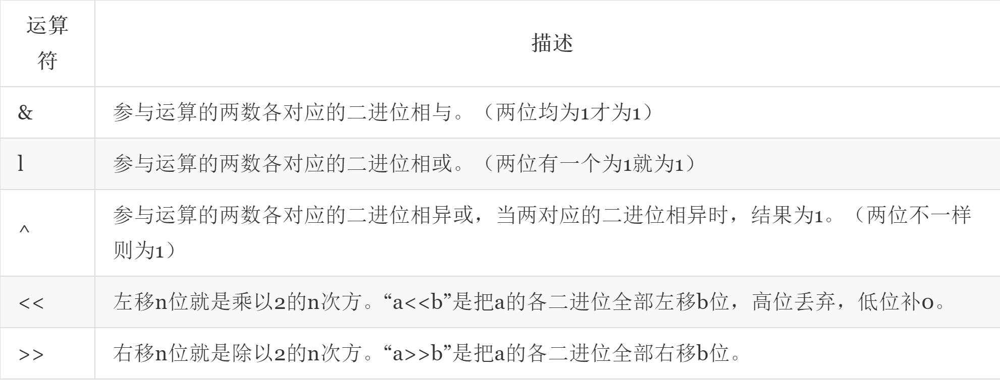 运算
符
描述
&
参与运算的两数各对应的二进位相与。（两位均为1才为1）
l
参与运算的两数各对应的二进位相或。（两位有一个为1就为1）
^
参与运算的两数各对应的二进位相异或，当两对应的二进位相异时，结果为1。（两位不一样
则为1）
<<
左移n位就是乘以2的n次方。“a<<b”是把a的各二进位全部左移b位，高位丢弃，低位补0。
>>
右移n位就是除以2的n次方。“a>>b”是把a的各二进位全部右移b位。